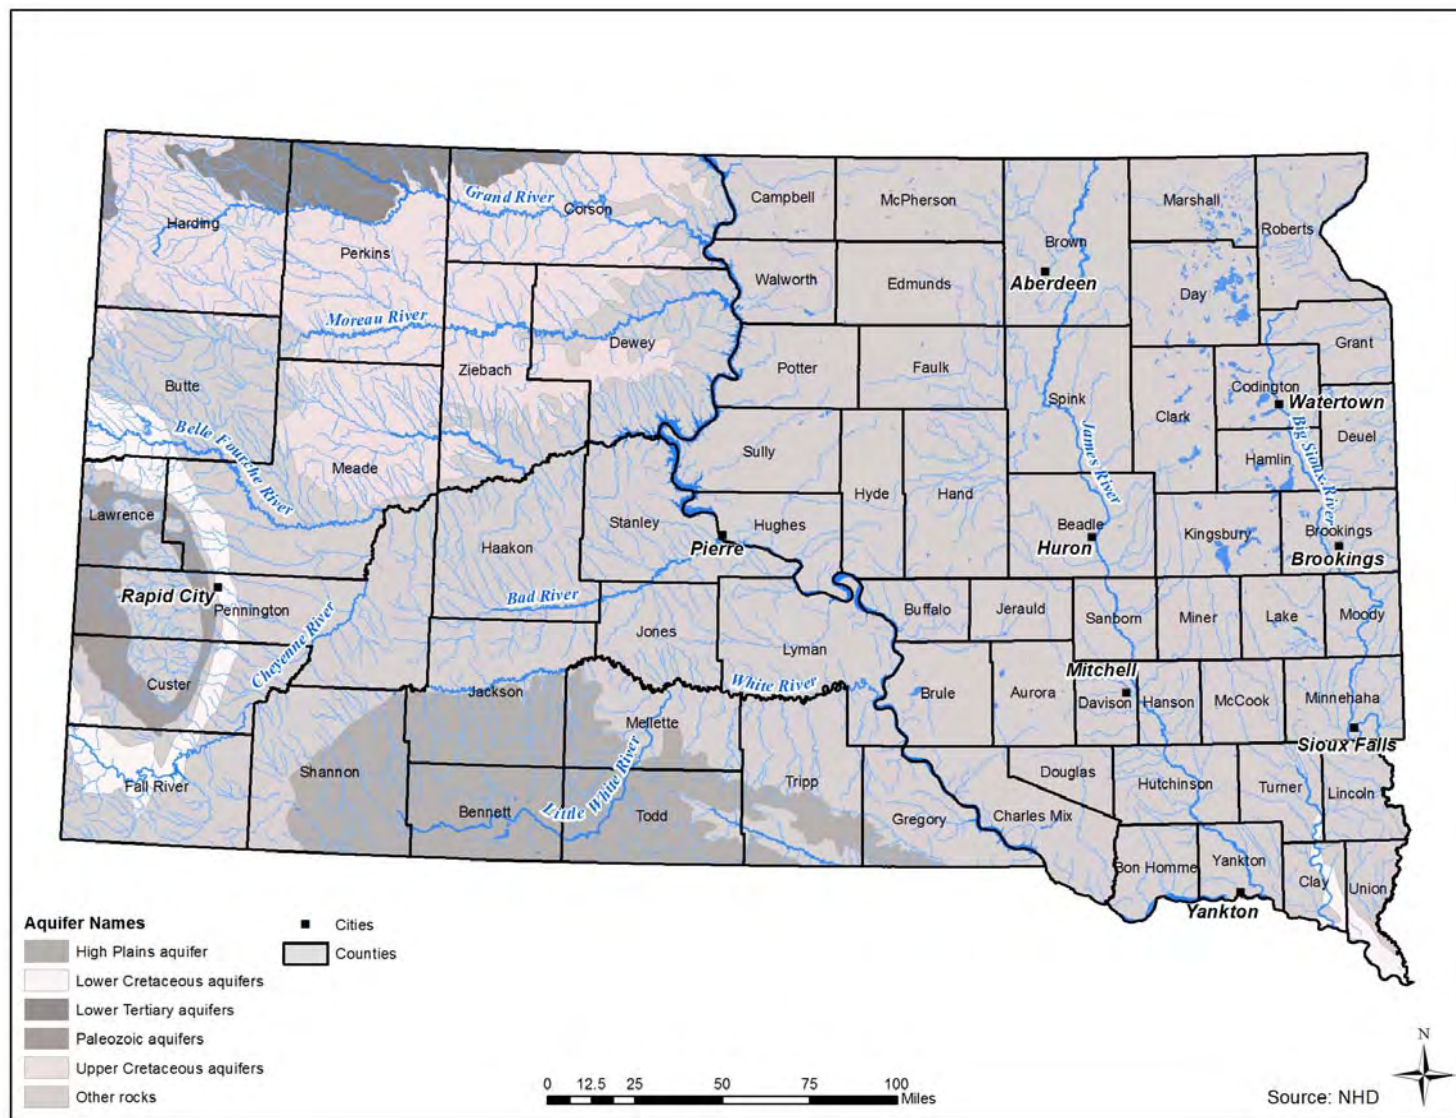 Campbell
McPherson
Marshall
Roberts
Harding
Grand River
Corson
Perkins
Brown
Aberdeen
Walworth
Edmunds
Day
Moreau River
Dewey
Grant
Butte
Ziebach
Potter
Faulk
Spink
Codington
Watertown
Clark
Belle Fourche River
Meade
James River
Big Sioux River
Deuel
Sully
Hamlin
Hyde
Hand
Lawrence
Haakon
Stanley
Hughes
Pierre
Beadle
Huron
Kingsbury
Brookings
Brookings
Rapid City
Pennington
Cheyenne River
Bad River
Buffalo
Jerauld
Sanborn
Miner
Lake
Moody
Jones
Lyman
Custer
Jackson
White River
Mitchell
Brule
Aurora
Davison
Hanson
McCook
Minnehaha
Mellette
Sioux Falls
Fall River
Shannon
Little White River
Tripp
Douglas
Hutchinson
Turner
Lincoln
Bennett
Todd
Gregory
Charles Mix
Bon Homme
Yankton
Clay
Union
Yankton
Aquifer Names
High Plains aquifer
Lower Cretaceous aquifers
Lower Tertiary aquifers
Paleozoic aquifers
Upper Cretaceous aquifers
Other rocks
Cities
Counties
0 12.5 25 50 75 100
Miles
N
Source: NHD